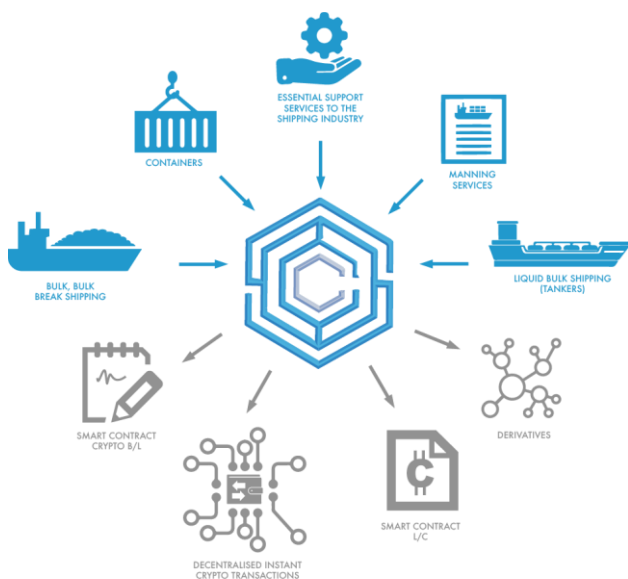 ESSENTIAL SUPPORT
SERVICES TO THE
SHIPPING INDUSTRY
CONTAINERS
MANNING
SERVICES
BULK, BULK
BREAK SHIPPING
LIQUID BULK SHIPPING
(TANKERS)
SMART CONTRACT
CRYPTO B/L
DERIVATIVES
DECENTRALISED INSTANT
CRYPTO TRANSACTIONS
SMART CONTRACT
L/C